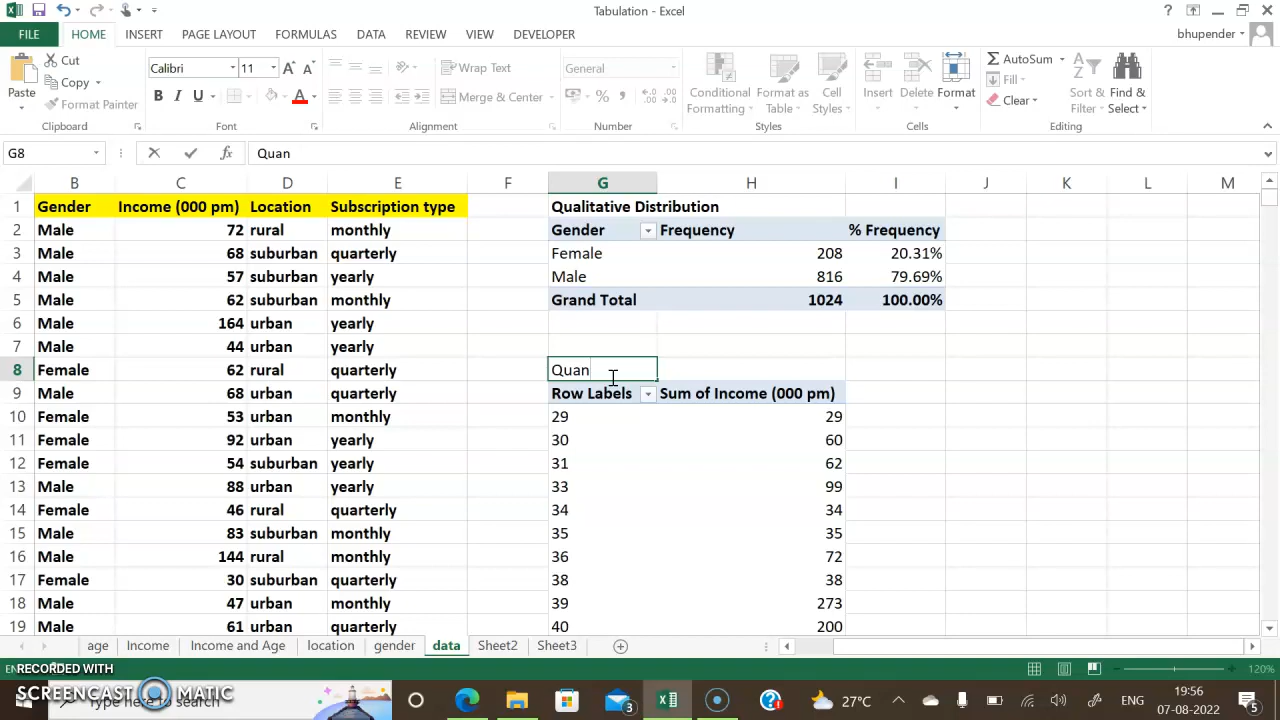 Tabulation - Excel
FILE HOME INSERT PAGE LAYOUT FORMULAS DATA REVIEW VIEW DEVELOPER bhupender
Paste Cut Copy Format Painter Clipboard
Calibri 11 B I U A Font
Wrap Text Merge & Center Alignment
General % Number
Conditional Formatting Format as Table Cell Styles Styles
Insert Delete Format Cells
AutoSum Fill Clear Sort & Filter Find & Select Editing
G8 fx Quan
B C D E F G H I J K L M
1 Gender Income (000 pm) Location Subscription type Qualitative Distribution
2 Male 72 rural monthly Gender Frequency % Frequency
3 Male 68 suburban quarterly Female 208 20.31%
4 Male 57 suburban yearly Male 816 79.69%
5 Male 62 suburban monthly Grand Total 1024 100.00%
6 Male 164 urban yearly
7 Male 44 urban yearly
8 Female 62 rural quarterly Quan
9 Male 68 urban quarterly Row Labels Sum of Income (000 pm)
10 Female 53 urban monthly 29 29
11 Female 92 urban yearly 30 60
12 Female 54 suburban yearly 31 62
13 Male 88 urban yearly 33 99
14 Female 46 rural quarterly 34 34
15 Male 83 suburban monthly 35 35
16 Male 144 rural monthly 36 72
17 Female 30 suburban quarterly 38 38
18 Male 47 urban monthly 39 273
19 Male 61 urban quarterly 40 200
age Income Income and Age location gender data Sheet2 Sheet3
RECORDED WITH 120%
SCREENCAST MATIC
here to search 3 27°C ENG 19:56
07-08-2022 5